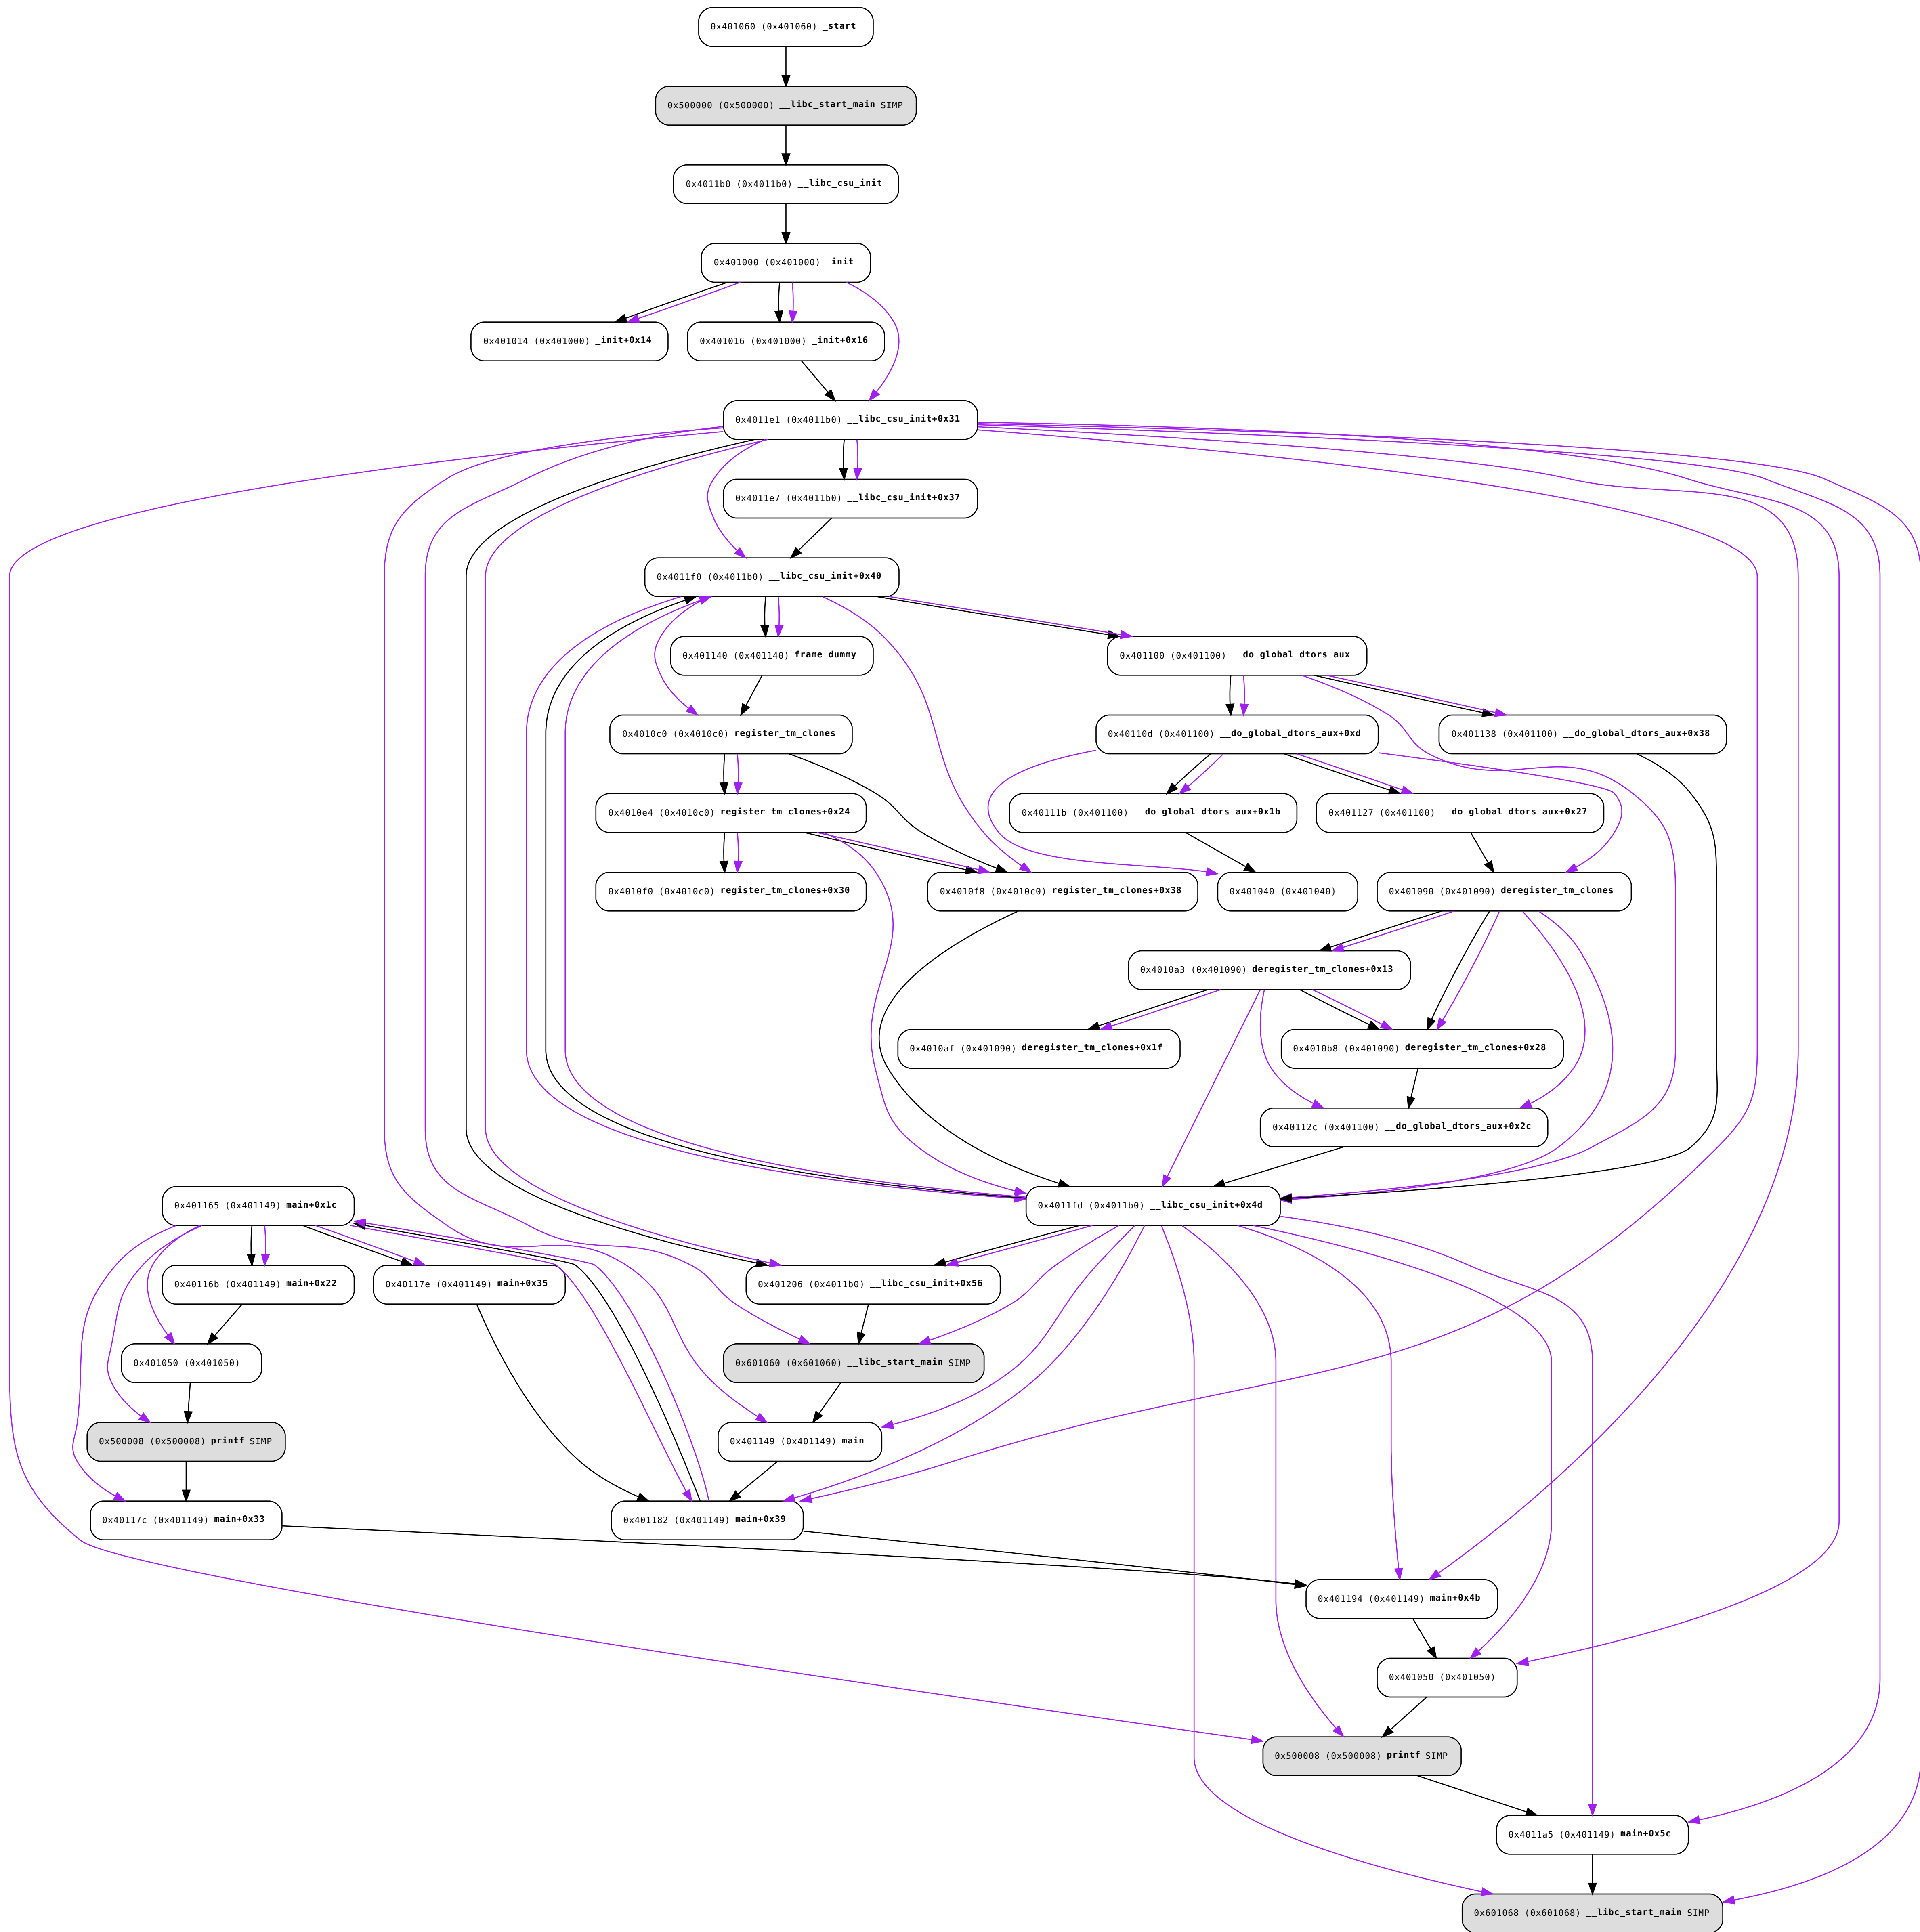 0x401060 (0x401060) _start
0x500000 (0x500000) __libc_start_main SIMP
0x4011b0 (0x4011b0) __libc_csu_init
0x401000 (0x401000) _init
0x401014 (0x401000) _init+0x14
0x401016 (0x401000) _init+0x16
0x4011e1 (0x4011b0) __libc_csu_init+0x31
0x4011e7 (0x4011b0) __libc_csu_init+0x37
0x4011f0 (0x4011b0) __libc_csu_init+0x40
0x401140 (0x401140) frame_dummy
0x401100 (0x401100) __do_global_dtors_aux
0x4010c0 (0x4010c0) register_tm_clones
0x40110d (0x401100) __do_global_dtors_aux+0xd
0x401138 (0x401100) __do_global_dtors_aux+0x38
0x4010e4 (0x4010c0) register_tm_clones+0x24
0x40111b (0x401100) __do_global_dtors_aux+0x1b
0x401127 (0x401100) __do_global_dtors_aux+0x27
0x4010f0 (0x4010c0) register_tm_clones+0x30
0x4010f8 (0x4010c0) register_tm_clones+0x38
0x401040 (0x401040)
0x401090 (0x401090) deregister_tm_clones
0x4010a3 (0x401090) deregister_tm_clones+0x13
0x4010af (0x401090) deregister_tm_clones+0x1f
0x4010b8 (0x401090) deregister_tm_clones+0x28
0x40112c (0x401100) __do_global_dtors_aux+0x2c
0x401165 (0x401149) main+0x1c
0x4011fd (0x4011b0) __libc_csu_init+0x4d
0x40116b (0x401149) main+0x22
0x40117e (0x401149) main+0x35
0x401206 (0x4011b0) __libc_csu_init+0x56
0x401050 (0x401050)
0x601060 (0x601060) __libc_start_main SIMP
0x500008 (0x500008) printf SIMP
0x401149 (0x401149) main
0x40117c (0x401149) main+0x33
0x401182 (0x401149) main+0x39
0x401194 (0x401149) main+0x4b
0x401050 (0x401050)
0x500008 (0x500008) printf SIMP
0x4011a5 (0x401149) main+0x5c
0x601068 (0x601068) __libc_start_main SIMP